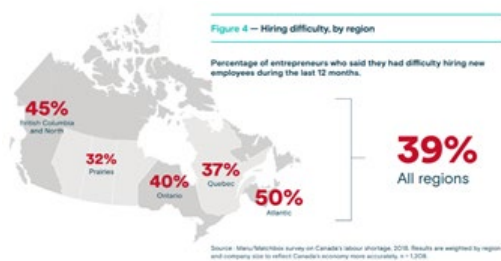 Figure 4 — Hiring difficulty, by region
Percentage of entrepreneurs who said they had difficulty hiring new
employees during the last 12 months.
45%
British Columbia
and North
32%
Prairies
40%
Ontario
37%
Quebec
50%
Atlantic
39%
All regions
Source: Maru/Matchbox survey on Canada's labour shortage, 2018. Results are weighted by region
and company size to reflect Canada's economy more accurately. n = 1,208.